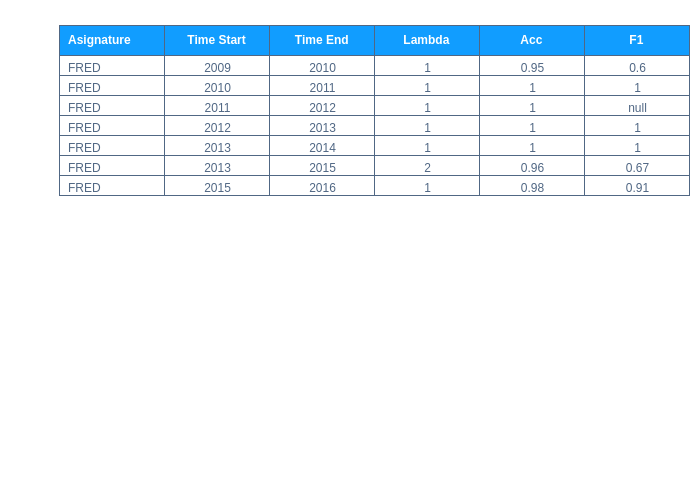 Asignature Time Start Time End Lambda Acc F1
FRED 2009 2010 1 0.95 0.6
FRED 2010 2011 1 1 1
FRED 2011 2012 1 1 null
FRED 2012 2013 1 1 1
FRED 2013 2014 1 1 1
FRED 2013 2015 2 0.96 0.67
FRED 2015 2016 1 0.98 0.91